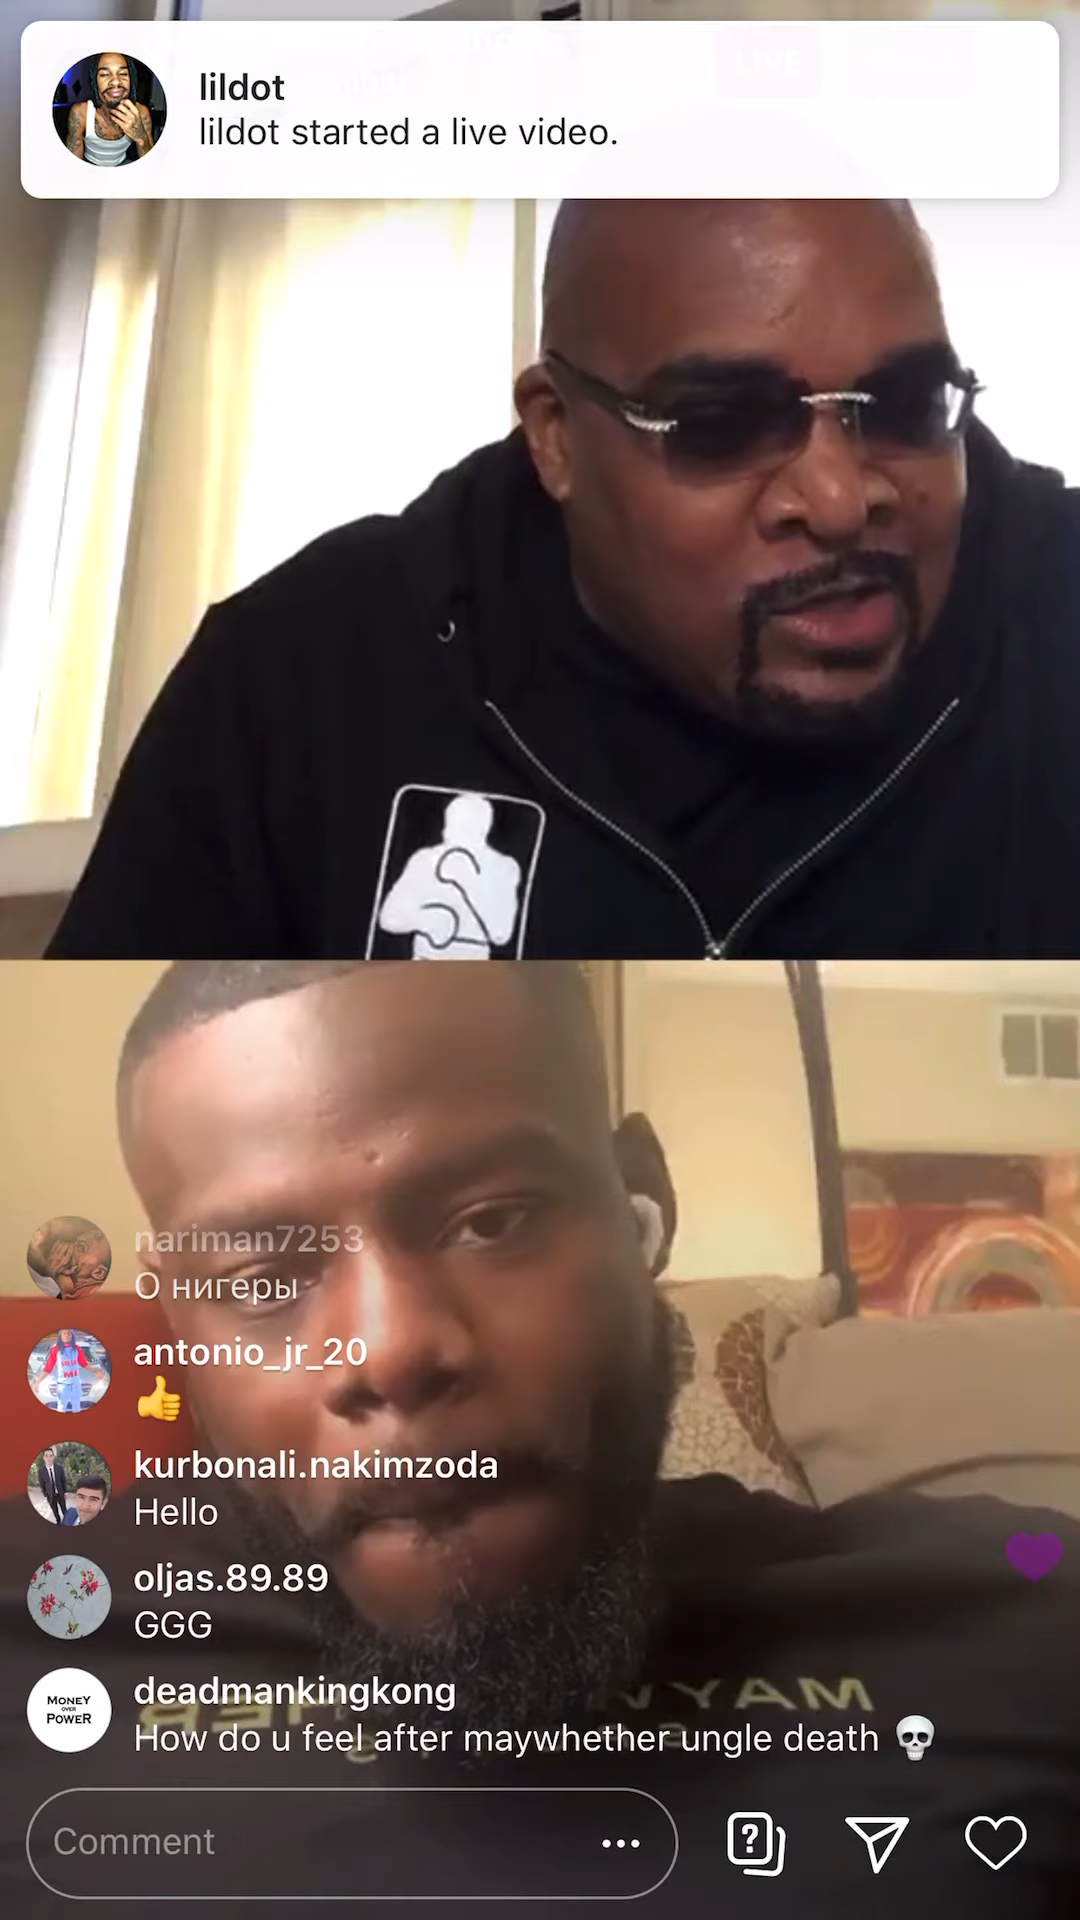 lildot
lildot started a live video.
nariman7253
О нигеры
antonio_jr_20
👍
kurbonali.nakimzoda
Hello
oljas.89.89
GGG
deadmankingkong
How do u feel after maywhether ungle death 💀
MONEY
OVER
POWER
Comment